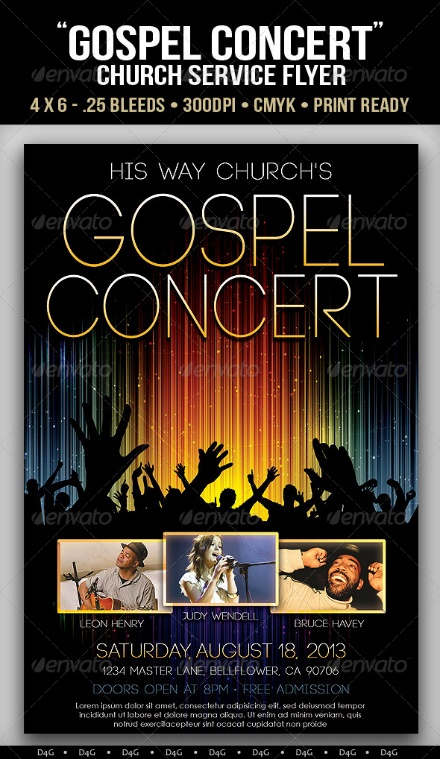 “GOSPEL CONCERT”
CHURCH SERVICE FLYER
4 X 6 - .25 BLEEDS • 300DPI • CMYK • PRINT READY
HIS WAY CHURCH'S
GOSPEL
CONCERT
LEON HENRY
JUDY WENDELL
BRUCE HAVEY
SATURDAY, AUGUST 18, 2013
1234 MASTER LANE, BELLFLOWER, CA 90706
DOORS OPEN AT 8PM • FREE ADMISSION
Lorem ipsum dolor sit amet, consectetur adipisicing elit, sed deiusmod tempor
incididunt ut labore et dolore magna aliqua. Ut enim ad minim veniam, quis
nostrud exercillacepteur sint occaecat cupidatat non proide
D4G • D4G • D4G • D4G • D4G • D4G • D4G • D4G • D4G
envato